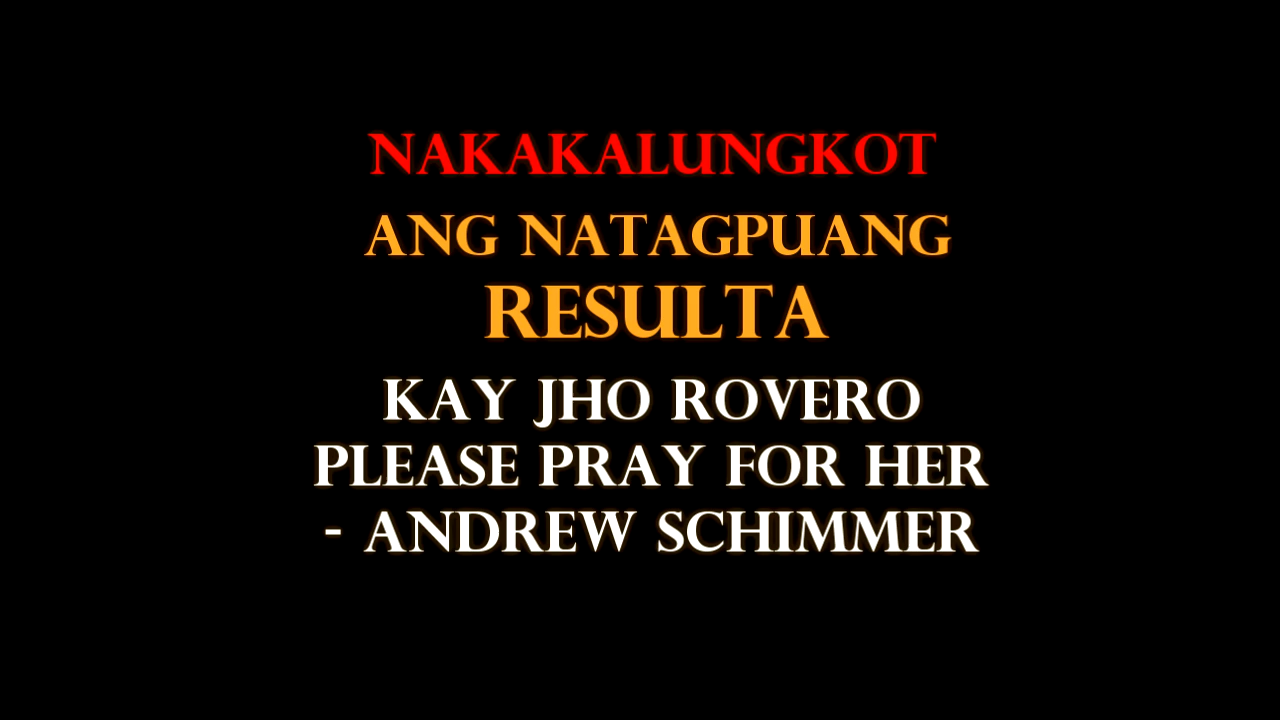 NAKAKALUNGKOT
ANG NATAGPUANG
RESULTA
KAY JHO ROVERO
PLEASE PRAY FOR HER
- ANDREW SCHIMMER